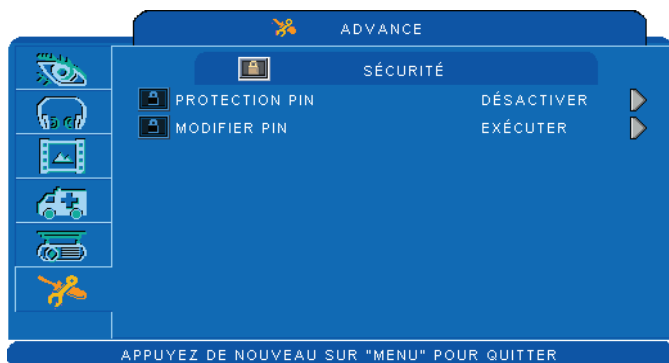 ADVANCE
SÉCURITÉ
PROTECTION PIN DÉSACTIVER
MODIFIER PIN EXÉCUTER
APPUYEZ DE NOUVEAU SUR "MENU" POUR QUITTER